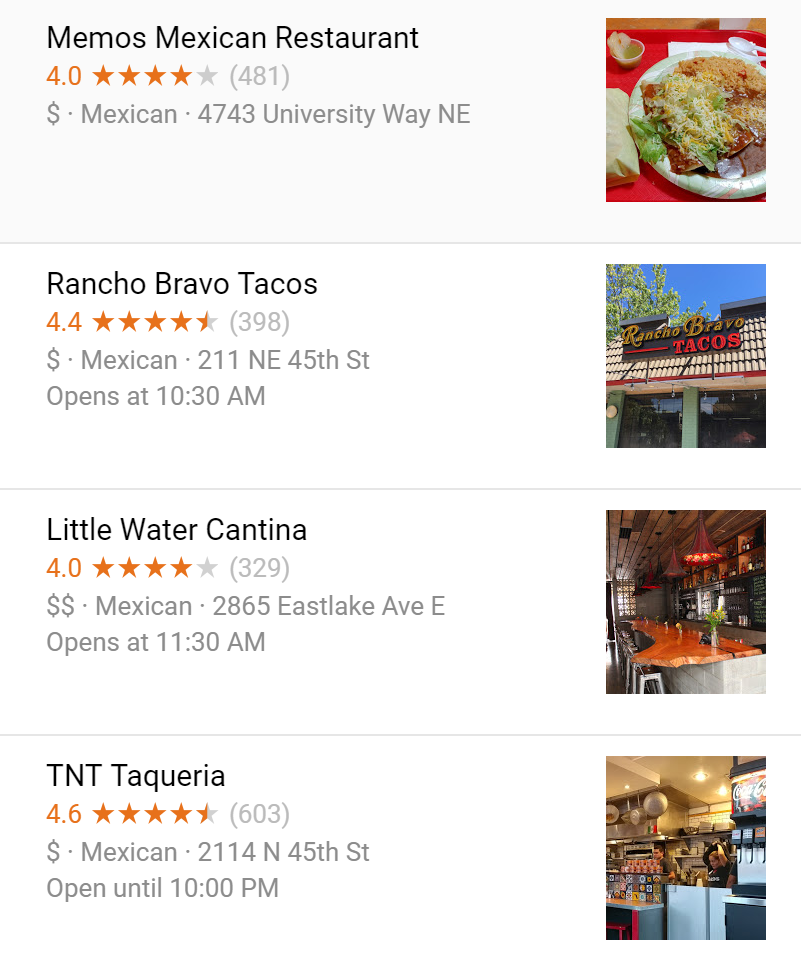 Memos Mexican Restaurant
4.0 ★★★★★ (481)
$ · Mexican · 4743 University Way NE
Rancho Bravo Tacos
4.4 ★★★★★ (398)
$ · Mexican · 211 NE 45th St
Opens at 10:30 AM
Rancho Bravo
TACOS
Little Water Cantina
4.0 ★★★★★ (329)
$$ · Mexican · 2865 Eastlake Ave E
Opens at 11:30 AM
TNT Taqueria
4.6 ★★★★★ (603)
$ · Mexican · 2114 N 45th St
Open until 10:00 PM